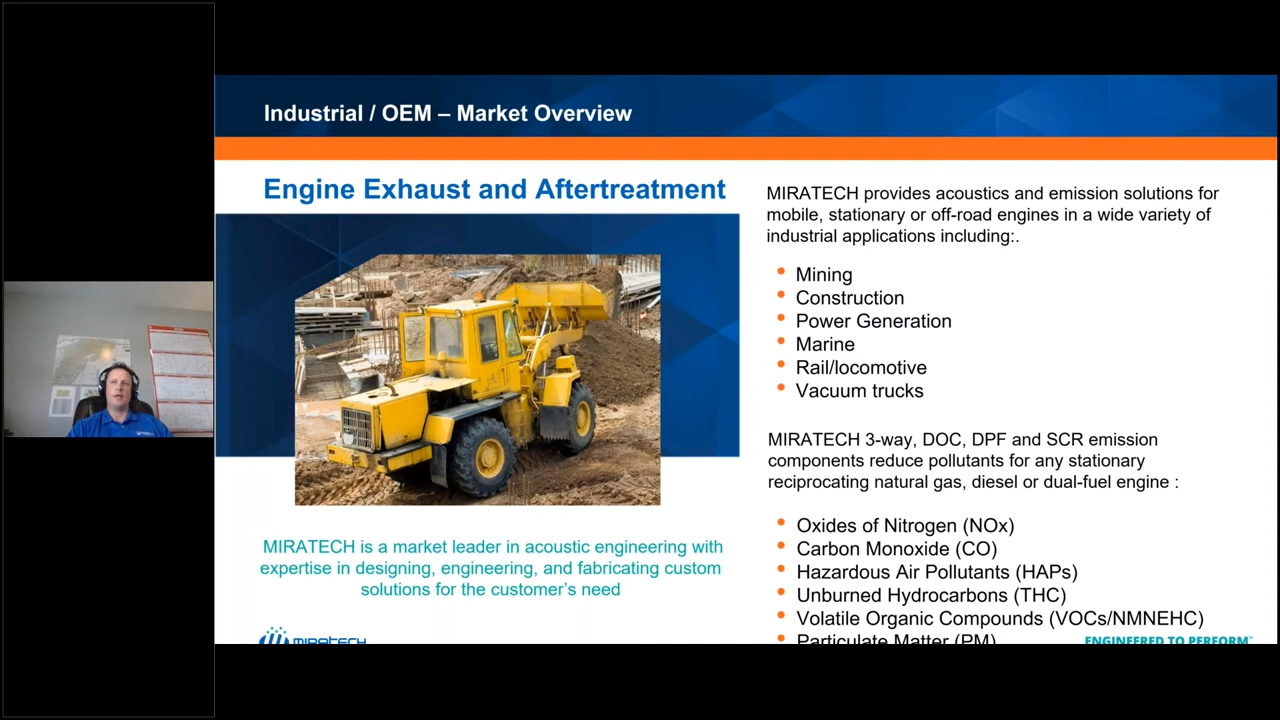 Industrial / OEM – Market Overview
Engine Exhaust and Aftertreatment
MIRATECH is a market leader in acoustic engineering with
expertise in designing, engineering, and fabricating custom
solutions for the customer’s need
MIRATECH
MIRATECH provides acoustics and emission solutions for
mobile, stationary or off-road engines in a wide variety of
industrial applications including:.
• Mining
• Construction
• Power Generation
• Marine
• Rail/locomotive
• Vacuum trucks
MIRATECH 3-way, DOC, DPF and SCR emission
components reduce pollutants for any stationary
reciprocating natural gas, diesel or dual-fuel engine :
• Oxides of Nitrogen (NOx)
• Carbon Monoxide (CO)
• Hazardous Air Pollutants (HAPs)
• Unburned Hydrocarbons (THC)
• Volatile Organic Compounds (VOCs/NMNEHC)
• Particulate Matter (PM)
ENGINEERED TO PERFORM™